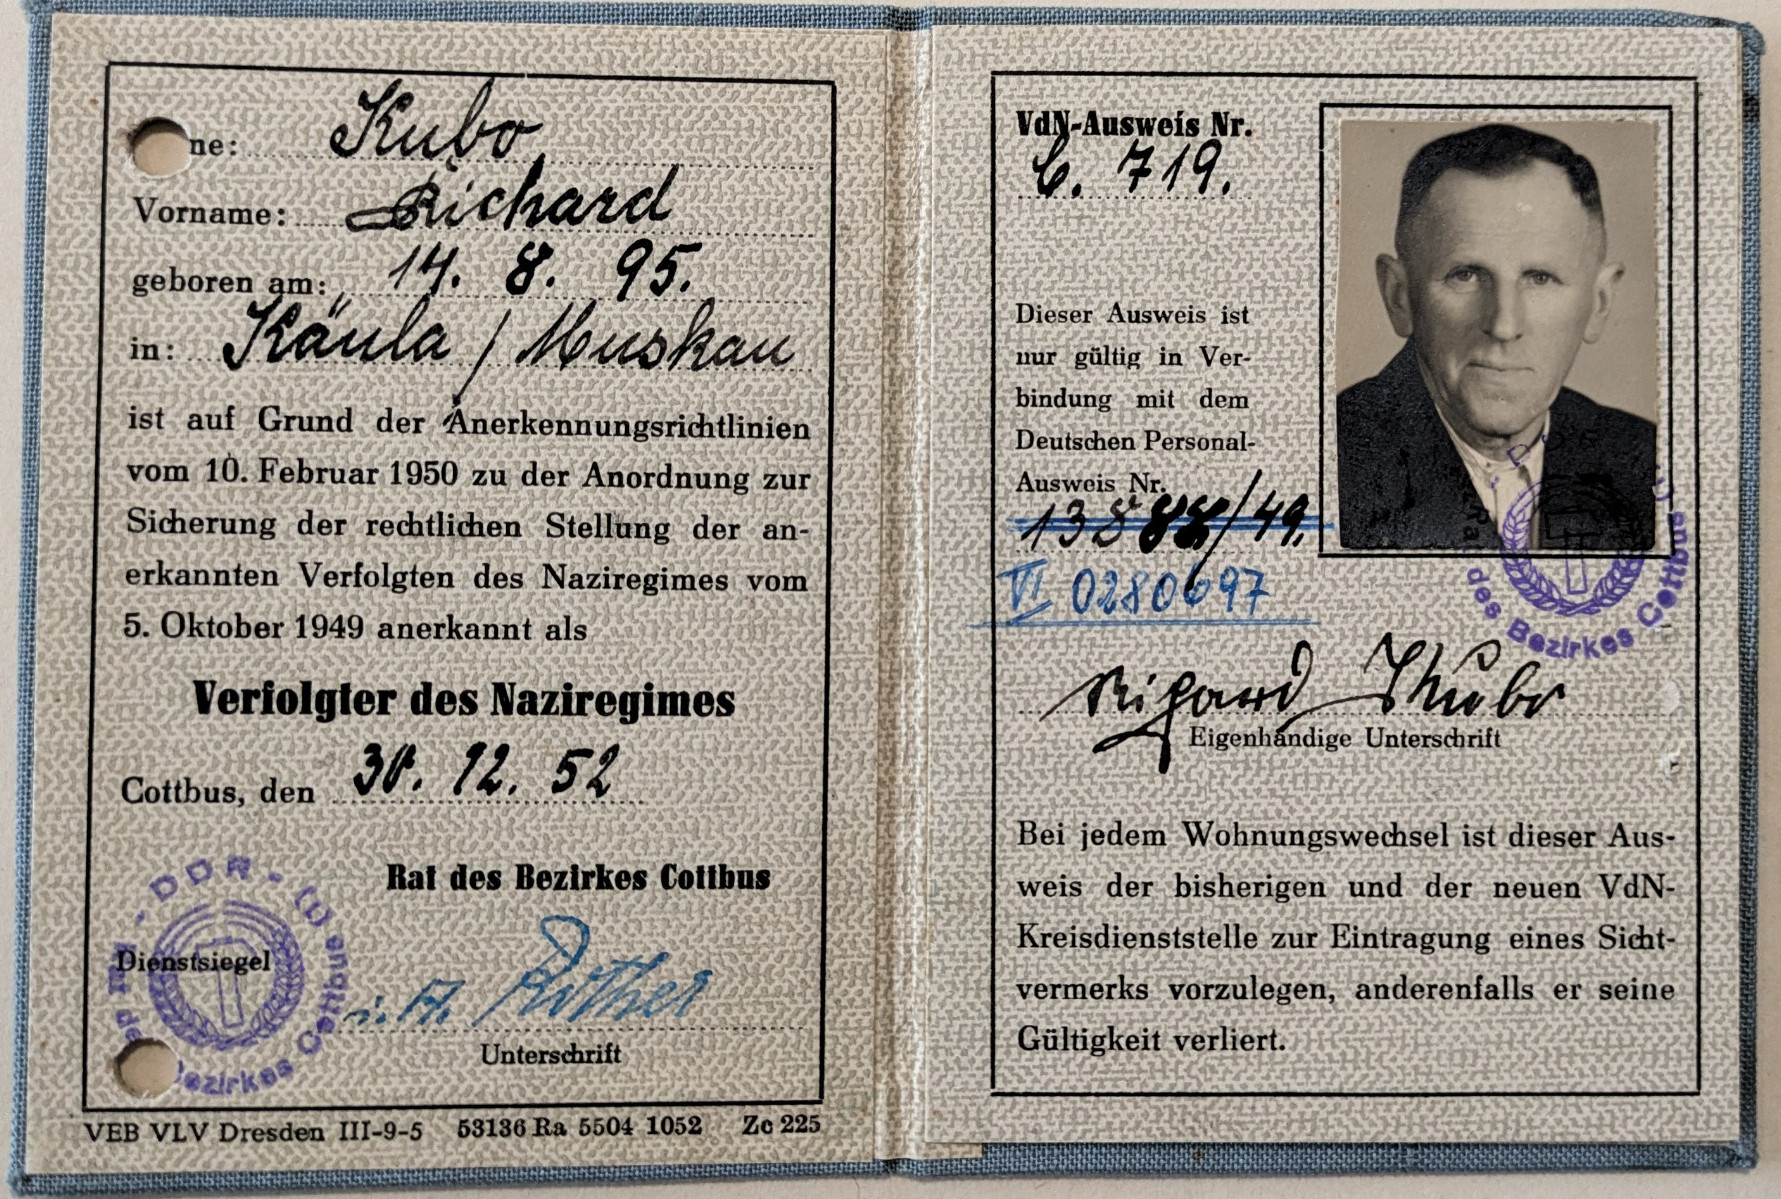 ne: Kubo
Vorname: Richard
geboren am: 14. 8. 95.
in: Käula / Muskau
ist auf Grund der Anerkennungsrichtlinien
vom 10. Februar 1950 zu der Anordnung zur
Sicherung der rechtlichen Stellung der an-
erkannten Verfolgten des Naziregimes vom
5. Oktober 1949 anerkannt als
Verfolgter des Naziregimes
Cottbus, den 30. 12. 52
Rat des Bezirkes Cottbus
- DDR - (U)
Rat des Bezirkes Cottbus
Dienstsiegel
i. A.
Unterschrift
VEB VLV Dresden III-9-5 53136 Ra 5504 1052 Zc 225
VdN-Ausweis Nr.
C. 719.
Dieser Ausweis ist
nur gültig in Ver-
bindung mit dem
Deutschen Personal-
Ausweis Nr.
/49.
VI 0280697
des Bezirkes Cottbus
Righard Kubo
Eigenhändige Unterschrift
Bei jedem Wohnungswechsel ist dieser Aus-
weis der bisherigen und der neuen VdN-
Kreisdienststelle zur Eintragung eines Sicht-
vermerks vorzulegen, anderenfalls er seine
Gültigkeit verliert.